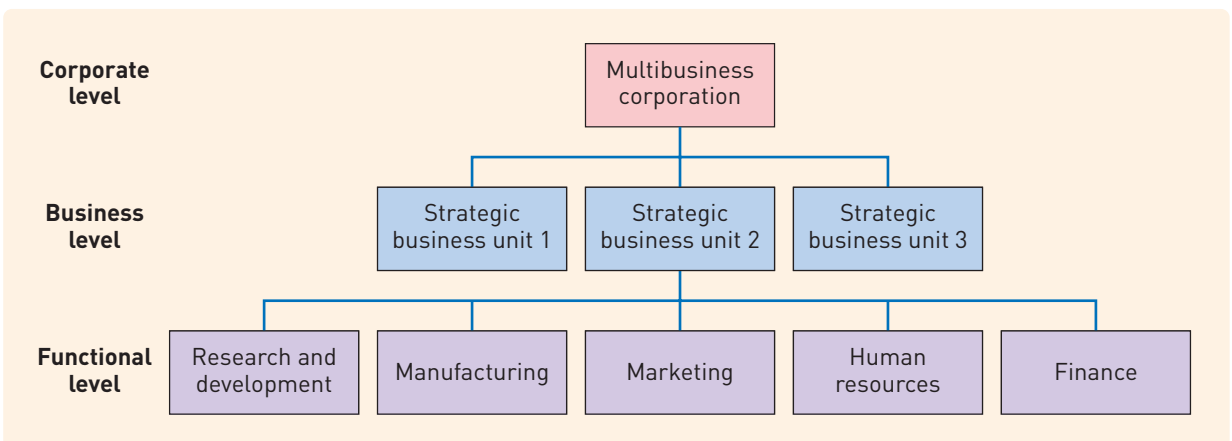 Corporate
level
Multibusiness
corporation
Business
level
Strategic
business unit 1
Strategic
business unit 2
Strategic
business unit 3
Functional
level
Research and
development
Manufacturing
Marketing
Human
resources
Finance